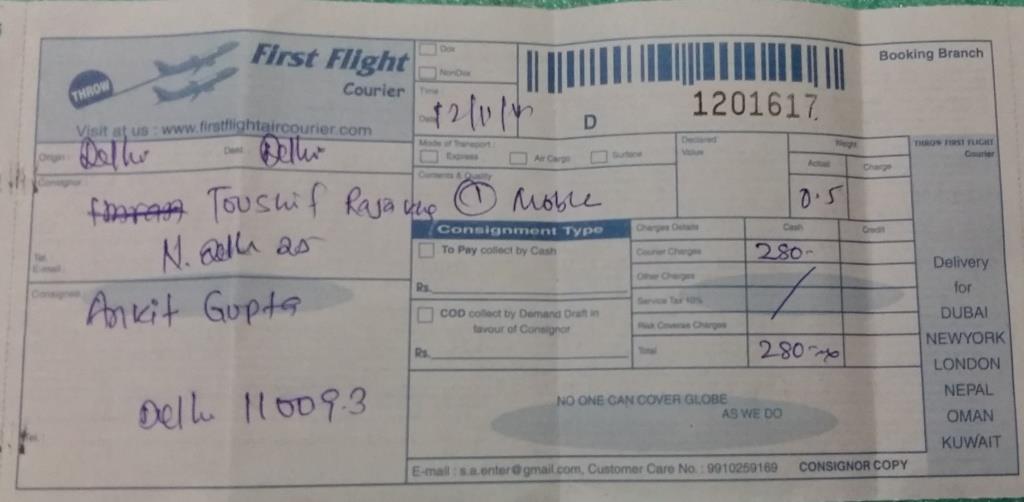 First Flight
Courier
THROW
Visit at us : www.firstflightaircourier.com
Dox
NonDox
Time
Date
1201617
D
Booking Branch
Origin Delhi Dest. Delhi
Mode of Transport :
Express Air Cargo Surface
Declared
Value
Weight
Actual Charge
0.5
THROW FIRST FLIGHT
Courier
Consignor
Toushif Raja
N. Delhi 25
Tel.
E-mail
Contents & Quality
1
Consignment Type
To Pay collect by Cash
Rs.
COD collect by Demand Draft in
favour of Consignor
Rs.
Charges Details Cash Credit
Courier Charges 280-
Other Charges
Service Tax 10%
Risk Coverae Charges
Total 280
Consignee
Ankit Gupta
Delhi 110093
Tel.
NO ONE CAN COVER GLOBE
AS WE DO
Delivery
for
DUBAI
NEWYORK
LONDON
NEPAL
OMAN
KUWAIT
E-mail : s.a.enter@gmail.com, Customer Care No. : 9910259169 CONSIGNOR COPY